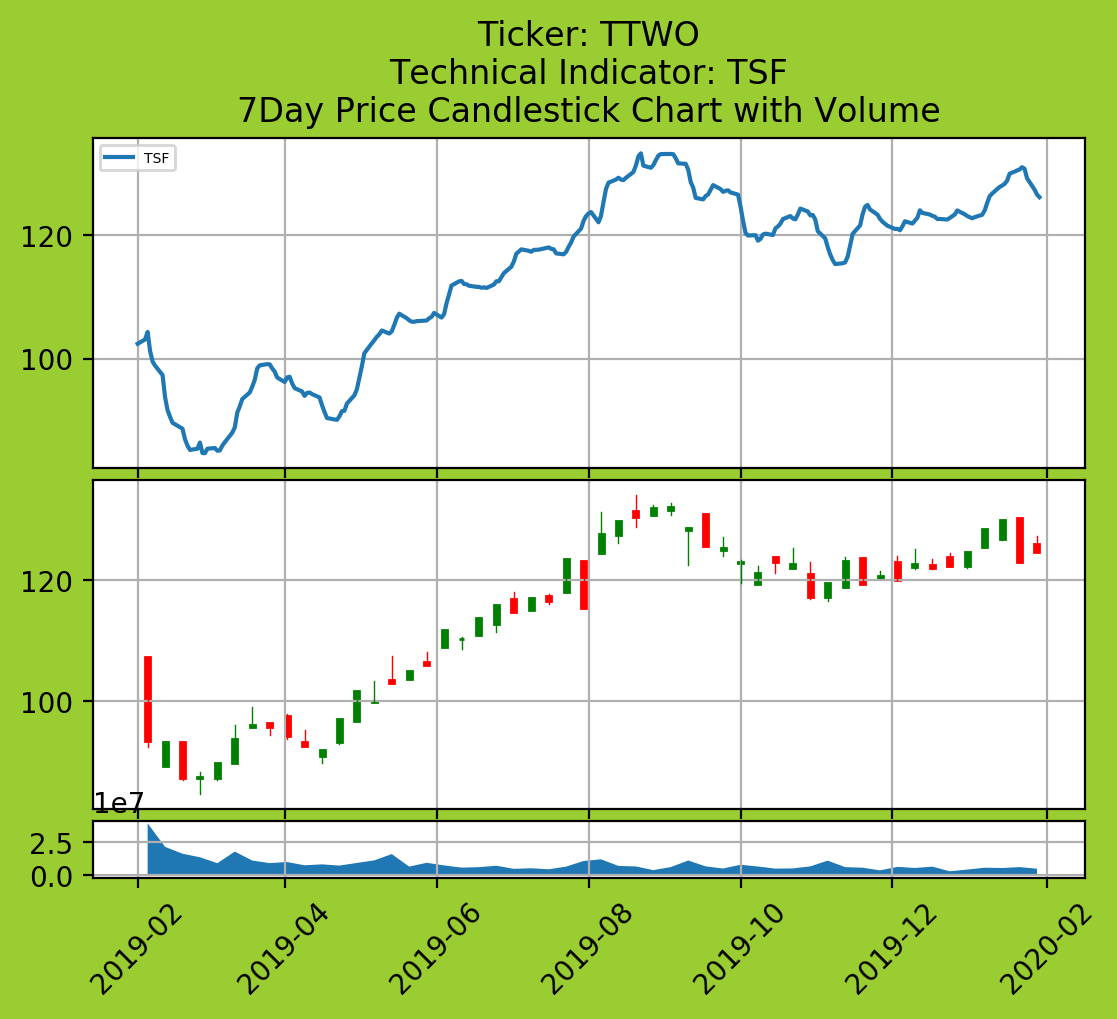 Ticker: TTWO
Technical Indicator: TSF
7Day Price Candlestick Chart with Volume
TSF
120
100
120
100
1e7
2.5
0.0
2019-02
2019-04
2019-06
2019-08
2019-10
2019-12
2020-02